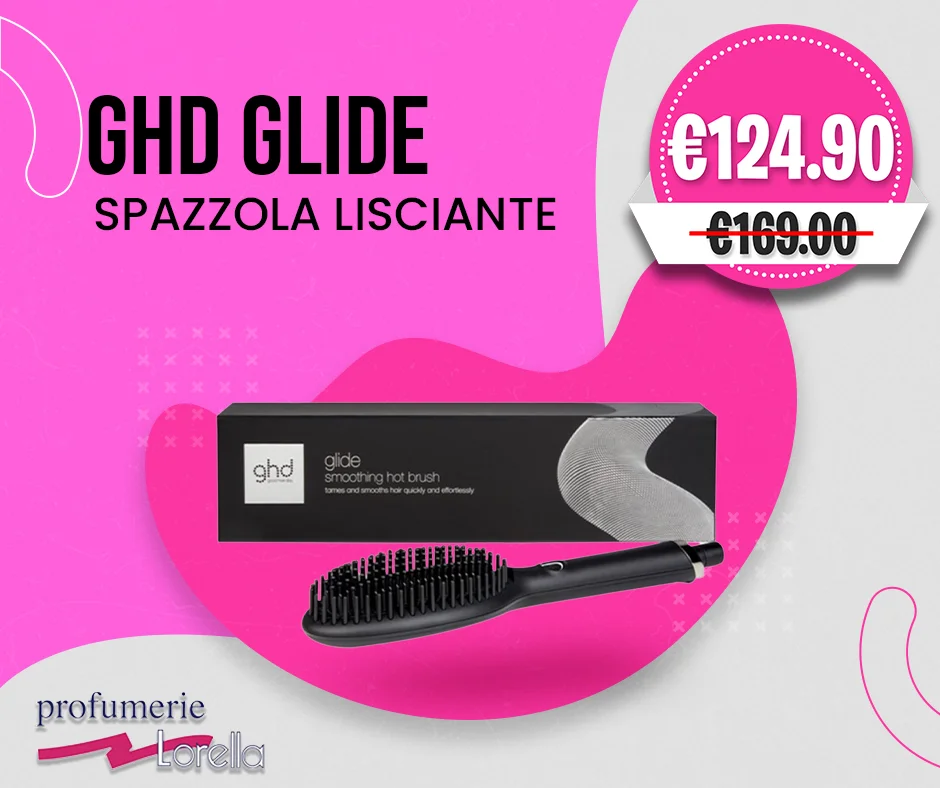 GHD GLIDE
SPAZZOLA LISCIANTE
€124.90
€169.00
ghd
glide
smoothing hot brush
tames and smooths hair quickly and effortlessly
profumerie
Lorella